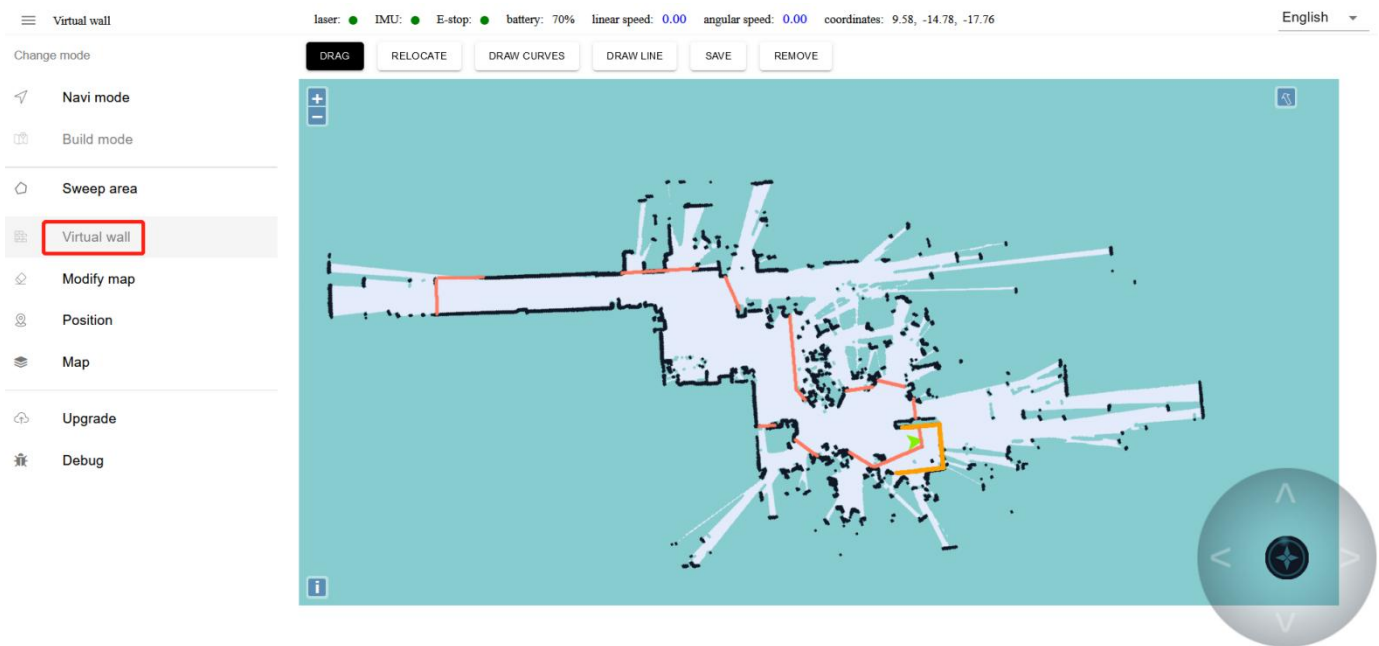 Virtual wall
laser: IMU: E-stop: battery: 70% linear speed: 0.00 angular speed: 0.00 coordinates: 9.58, -14.78, -17.76
English
Change mode
DRAG RELOCATE DRAW CURVES DRAW LINE SAVE REMOVE
Navi mode
Build mode
Sweep area
Virtual wall
Modify map
Position
Map
Upgrade
Debug
+
−
i